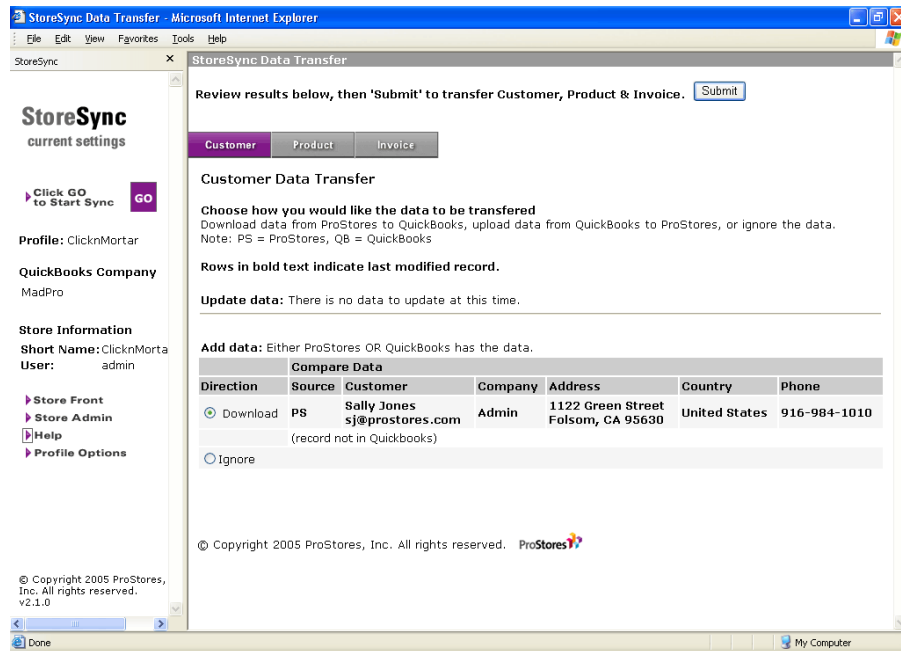 StoreSync Data Transfer - Microsoft Internet Explorer
File Edit View Favorites Tools Help
StoreSync x
StoreSync
current settings
Click GO
to Start Sync GO
Profile: ClicknMortar
QuickBooks Company
MadPro
Store Information
Short Name: ClicknMorta
User: admin
Store Front
Store Admin
Help
Profile Options
© Copyright 2005 ProStores,
Inc. All rights reserved.
v2.1.0
StoreSync Data Transfer
Review results below, then 'Submit' to transfer Customer, Product & Invoice. Submit
Customer Product Invoice
Customer Data Transfer
Choose how you would like the data to be transfered
Download data from ProStores to QuickBooks, upload data from QuickBooks to ProStores, or ignore the data.
Note: PS = ProStores, QB = QuickBooks
Rows in bold text indicate last modified record.
Update data: There is no data to update at this time.
Add data: Either ProStores OR QuickBooks has the data.
Compare Data
Direction Source Customer Company Address Country Phone
Download PS Sally Jones Admin 1122 Green Street United States 916-984-1010
sj@prostores.com Folsom, CA 95630
(record not in Quickbooks)
Ignore
© Copyright 2005 ProStores, Inc. All rights reserved. ProStores
Done My Computer